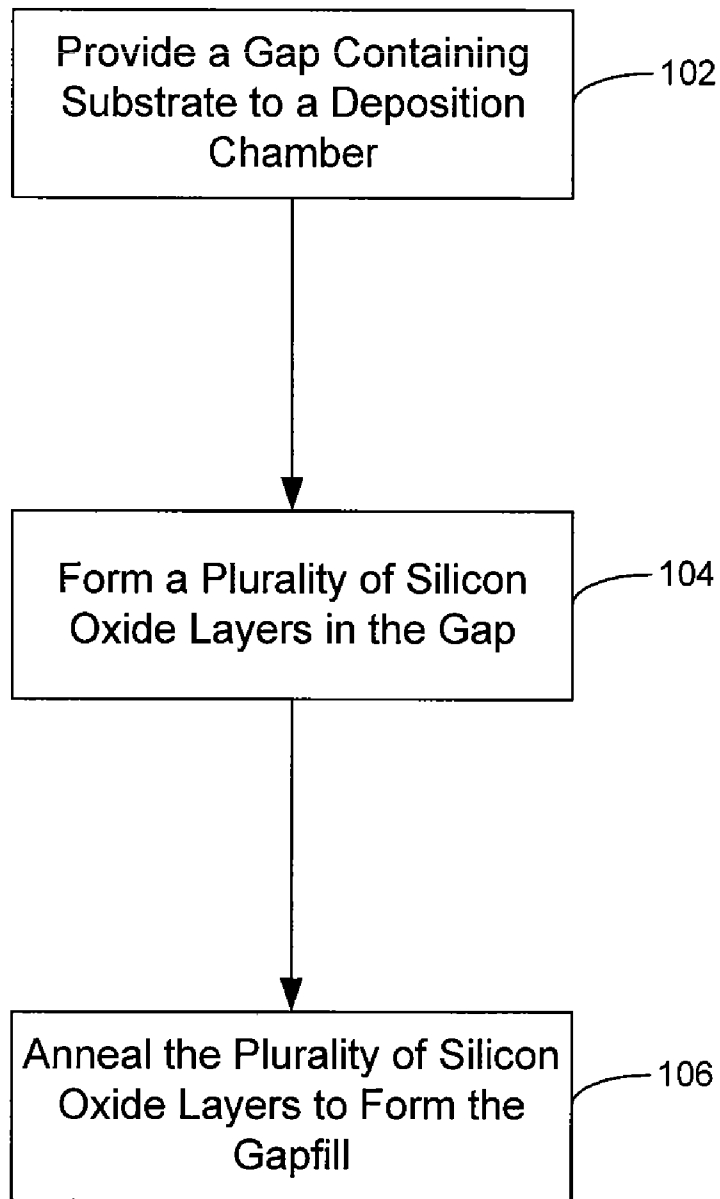 Provide a Gap Containing
Substrate to a Deposition
Chamber
102
Form a Plurality of Silicon
Oxide Layers in the Gap
104
Anneal the Plurality of Silicon
Oxide Layers to Form the
Gapfill
106